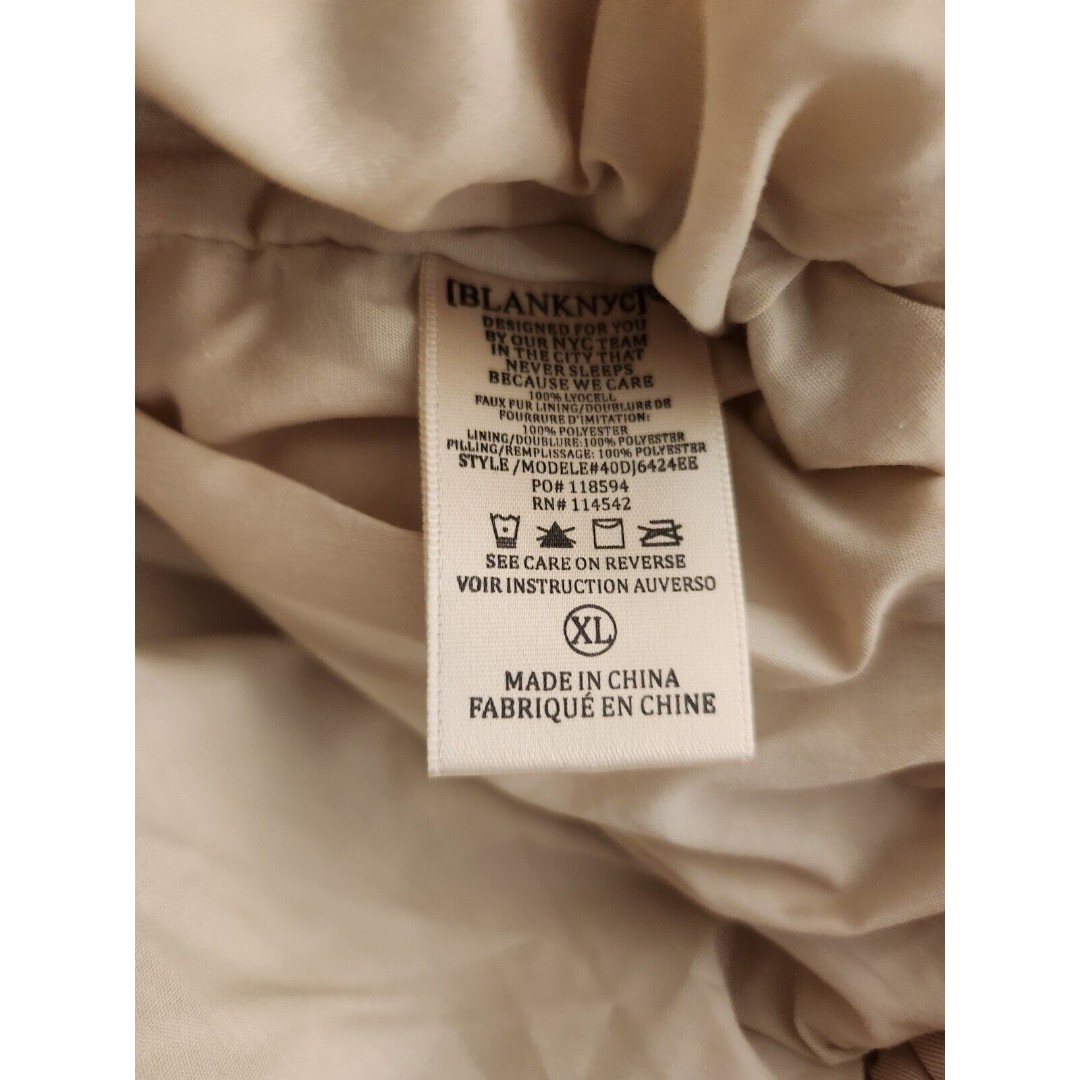 [BLANKNYC]
DESIGNED FOR YOU
BY OUR NYC TEAM
IN THE CITY THAT
NEVER SLEEPS
BECAUSE WE CARE
100% LYOCELL
FAUX FUR LINING/DOUBLURE DE
FOURRURE D'IMITATION:
100% POLYESTER
LINING/DOUBLURE:100% POLYESTER
FILLING/REMPLISSAGE: 100% POLYESTER
STYLE/MODELE#40DJ6424EE
PO# 118594
RN# 114542
SEE CARE ON REVERSE
VOIR INSTRUCTION AUVERSO
XL
MADE IN CHINA
FABRIQUÉ EN CHINE